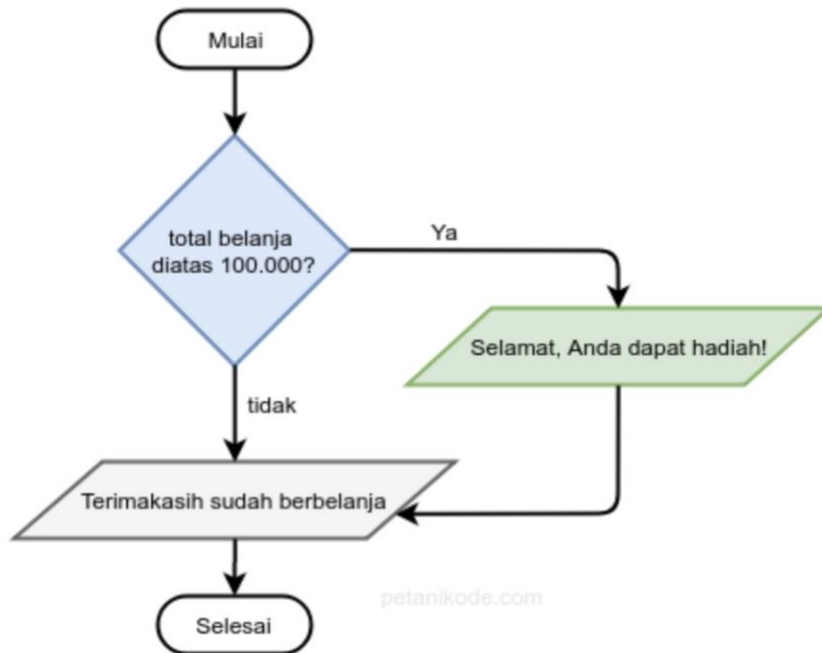 Mulai
total belanja
diatas 100.000?
Ya
Selamat, Anda dapat hadiah!
tidak
Terimakasih sudah berbelanja
petanikode.com
Selesai